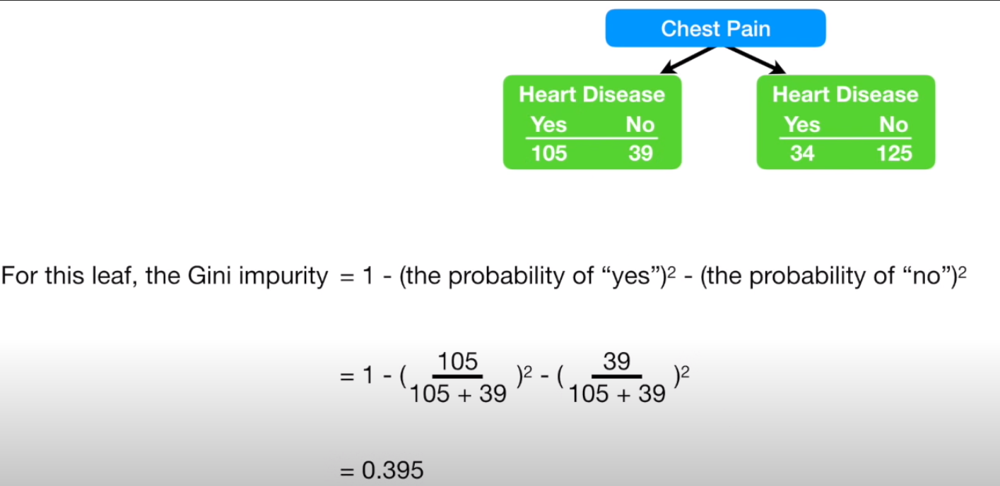 Chest Pain
Heart Disease
Yes No
105 39
Heart Disease
Yes No
34 125
For this leaf, the Gini impurity = 1 - (the probability of “yes”)² - (the probability of “no”)²
= 1 - ( 105 / 105 + 39 )² - ( 39 / 105 + 39 )²
= 0.395